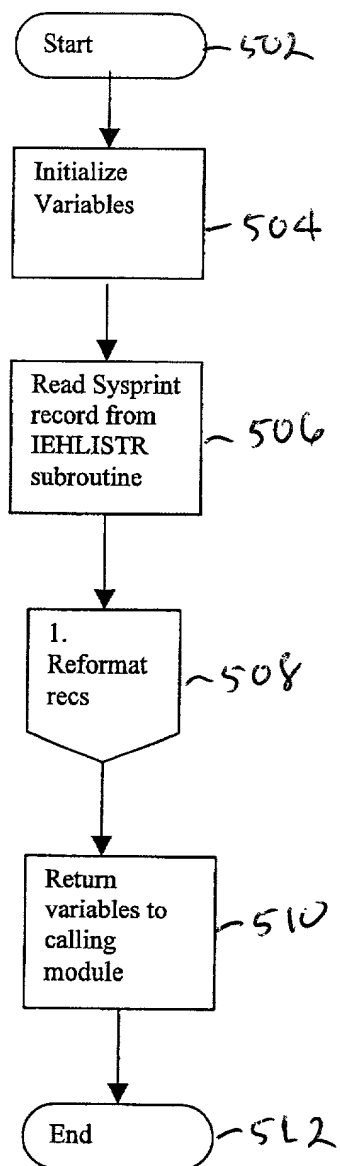 Start
502
Initialize
Variables
504
Read Sysprint
record from
IEHLISTR
subroutine
506
1.
Reformat
recs
508
Return
variables to
calling
module
510
End
512